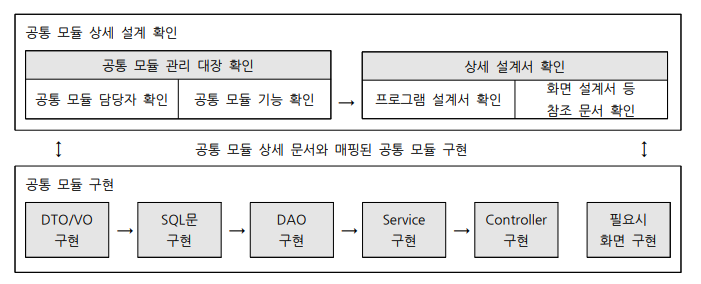 공통 모듈 상세 설계 확인
공통 모듈 관리 대장 확인
공통 모듈 담당자 확인
공통 모듈 기능 확인
→
상세 설계서 확인
프로그램 설계서 확인
화면 설계서 등
참조 문서 확인
↕ 공통 모듈 상세 문서와 매핑된 공통 모듈 구현 ↕
공통 모듈 구현
DTO/VO
구현
→
SQL문
구현
→
DAO
구현
→
Service
구현
→
Controller
구현
필요시
화면 구현